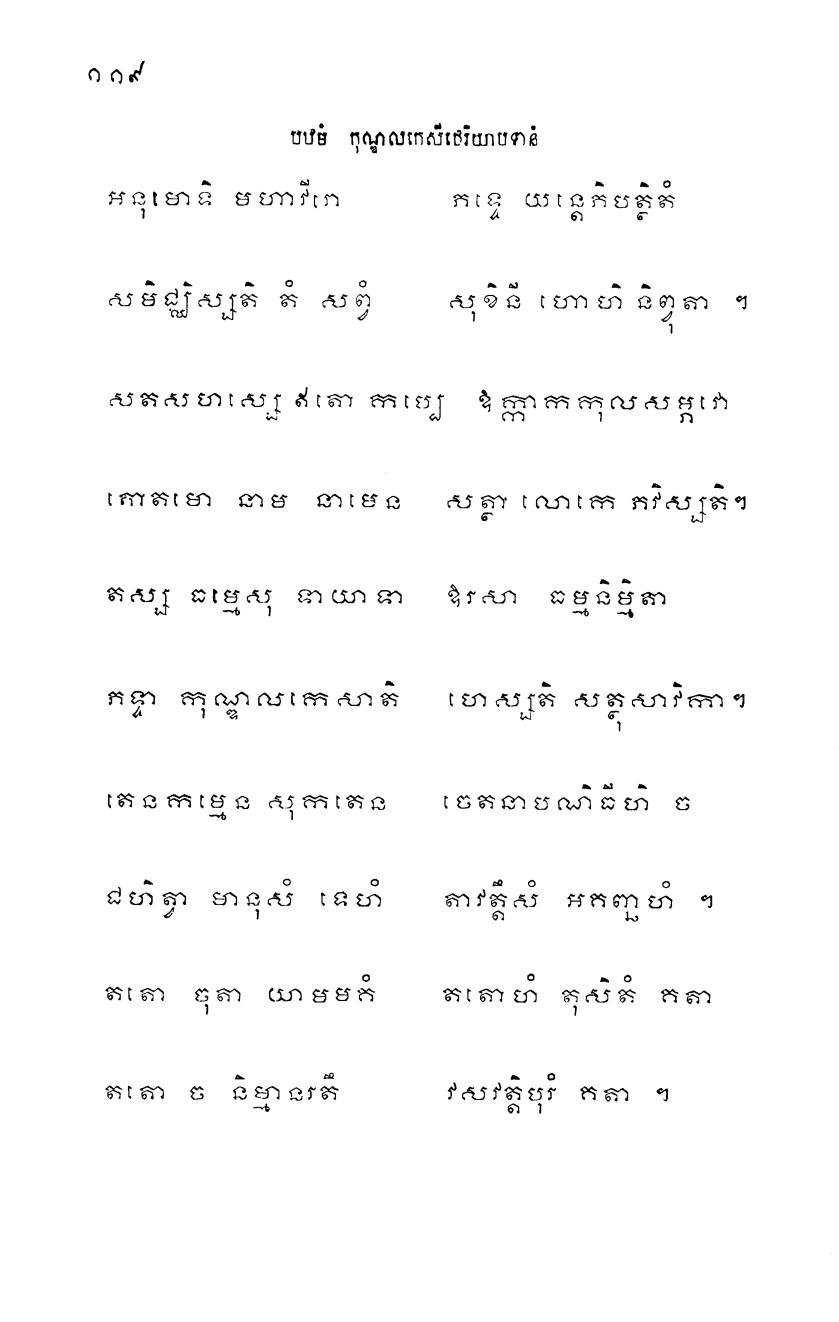 ១១៩
បឋមំ កុណ្ឌលកេសីថេរិយាបទានំ
អនុមោទិ មហាវីរោ ភទ្ទេ យន្តេភិបត្ថិតំ
សមិជ្ឈិស្សតិ តំ សព្វំ សុខិនី ហោហិ និព្វុតា ។
សតសហស្សេ ឥតោ កប្បេ ឱក្កាកកុលសម្ភវោ
គោតមោ នាម នាមេន សត្ថា លោកេ ភវិស្សតិ។
តស្ស ធម្មេសុ ទាយាទា ឱរសា ធម្មនិម្មិតា
ភទ្ទា កុណ្ឌលកេសាតិ ហេស្សតិ សត្ថុសាវិកា។
តេនកម្មេន សុកតេន ចេតនាបណិធីហិ ច
ជហិត្វា មានុសំ ទេហំ តាវត្តឹសំ អគញ្ឆហំ ។
តតោ ចុតា យាមមគំ តតោហំ តុសិតំ គតា
តតោ ច និម្មានរតឹ វសវត្តិបុរំ គតា ។